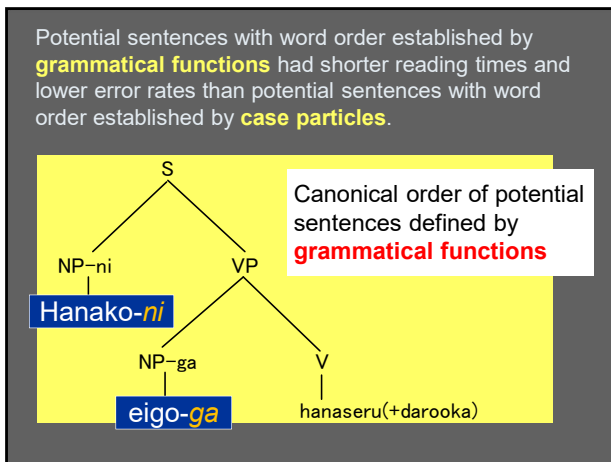 Potential sentences with word order established by
grammatical functions had shorter reading times and
lower error rates than potential sentences with word
order established by case particles.
S
Canonical order of potential
sentences defined by
grammatical functions
NP-ni VP
Hanako-ni
NP-ga V
eigo-ga hanaseru(+darooka)